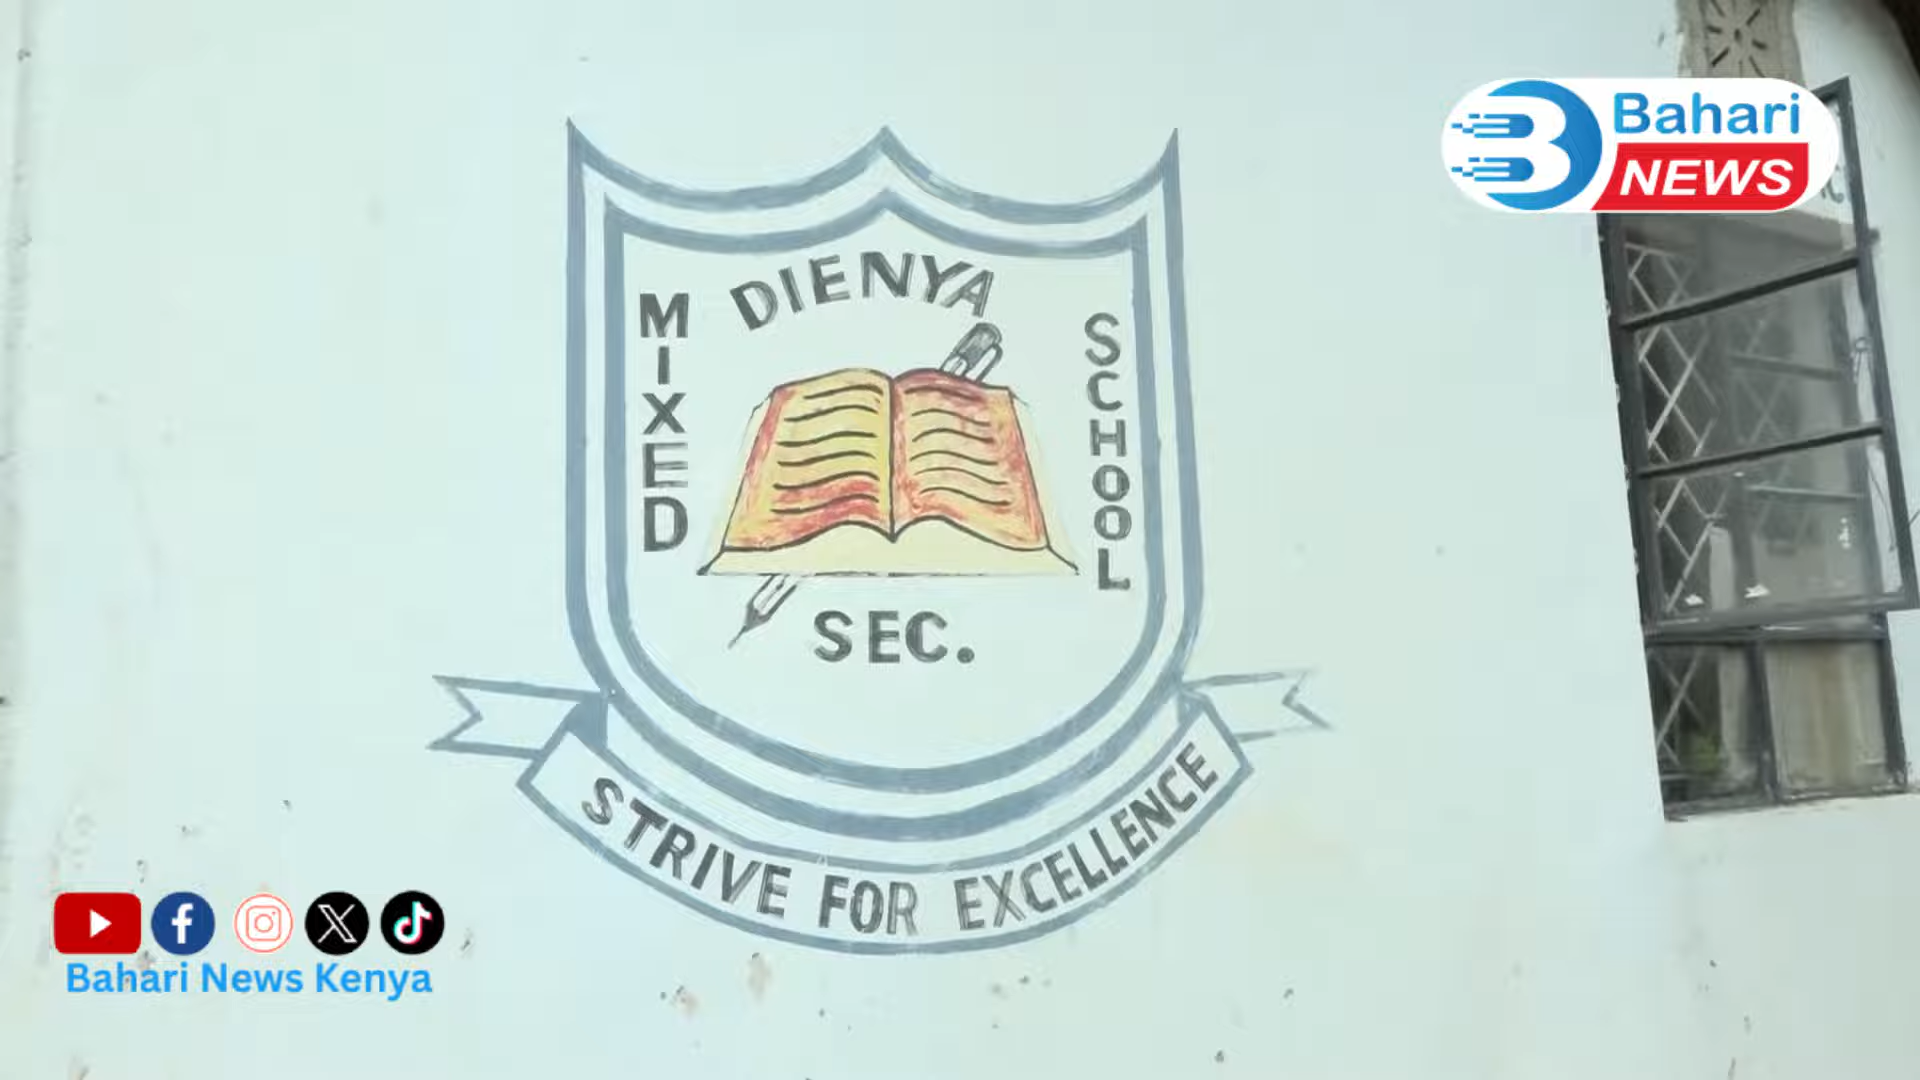 Bahari
NEWS
DIENYA
MIXED
SCHOOL
SEC.
STRIVE FOR EXCELLENCE
Bahari News Kenya